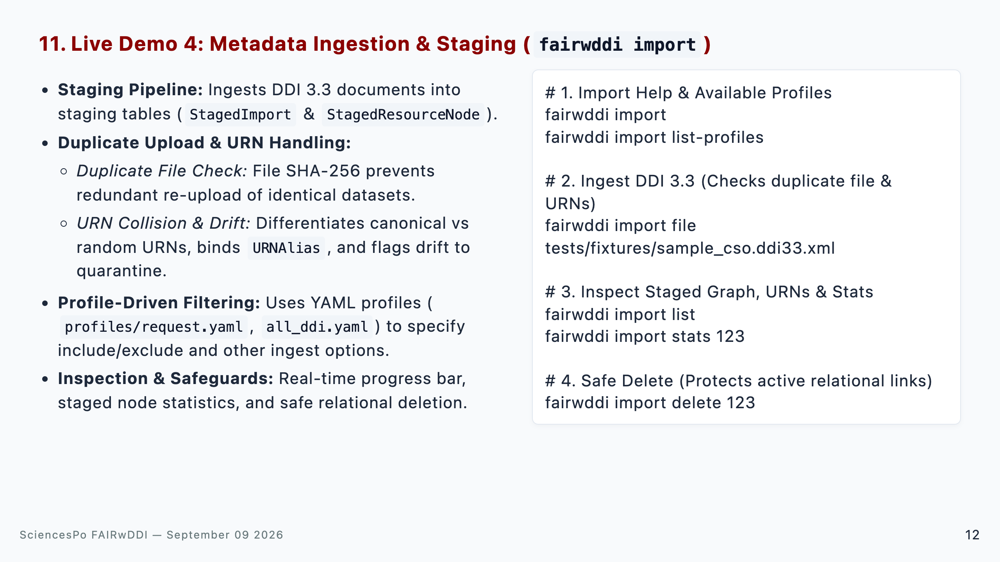 11. Live Demo 4: Metadata Ingestion & Staging ( fairwddi import )
• Staging Pipeline: Ingests DDI 3.3 documents into
staging tables ( StagedImport & StagedResourceNode ).
• Duplicate Upload & URN Handling:
◦ Duplicate File Check: File SHA-256 prevents
redundant re-upload of identical datasets.
◦ URN Collision & Drift: Differentiates canonical vs
random URNs, binds URNAlias , and flags drift to
quarantine.
• Profile-Driven Filtering: Uses YAML profiles (
profiles/request.yaml , all_ddi.yaml ) to specify
include/exclude and other ingest options.
• Inspection & Safeguards: Real-time progress bar,
staged node statistics, and safe relational deletion.
# 1. Import Help & Available Profiles
fairwddi import
fairwddi import list-profiles
# 2. Ingest DDI 3.3 (Checks duplicate file &
URNs)
fairwddi import file
tests/fixtures/sample_cso.ddi33.xml
# 3. Inspect Staged Graph, URNs & Stats
fairwddi import list
fairwddi import stats 123
# 4. Safe Delete (Protects active relational links)
fairwddi import delete 123
SciencesPo FAIRwDDI — September 09 2026
12